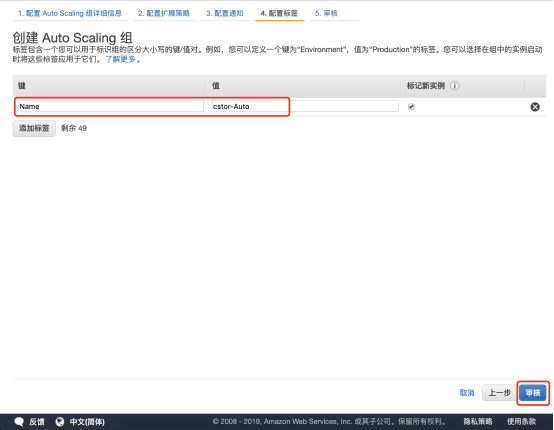 1. 配置 Auto Scaling 组详细信息 2. 配置扩展策略 3. 配置通知 4. 配置标签 5. 审核
创建 Auto Scaling 组
标签包含一个您可以用于标识组的区分大小写的键/值对。例如，您可以定义一个键为“Environment”，值为“Production”的标签。您可以选择在组中的实例启动
时将这些标签应用于它们。了解更多。
键 值 标记新实例
Name cstor-Auto
添加标签 剩余 49
取消 上一步 审核
反馈 中文(简体) © 2008 - 2019, Amazon Web Services, Inc. 或其子公司。保留所有权利。 隐私策略 使用条款